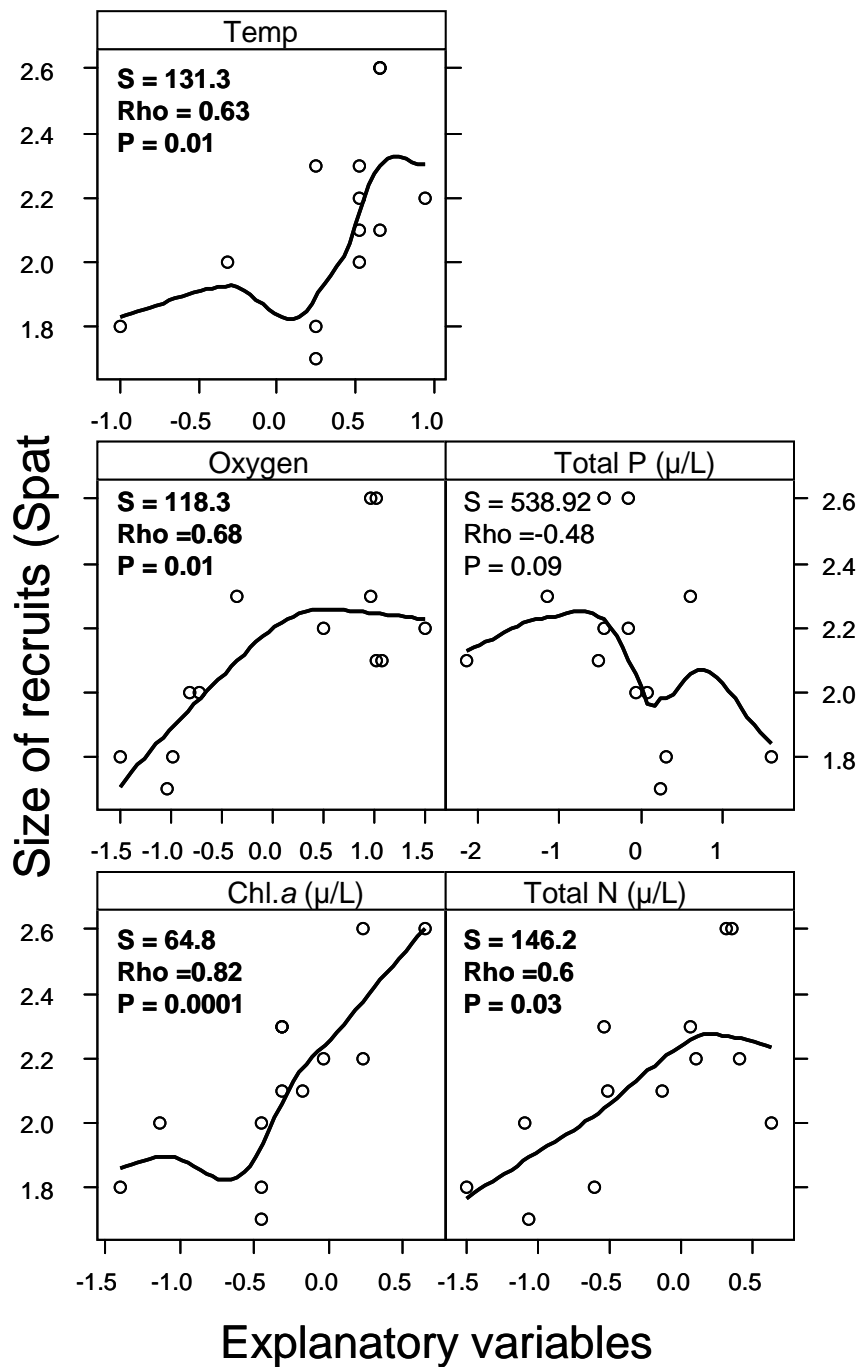 Size of recruits (Spat
Temp
S = 131.3
Rho = 0.63
P = 0.01
2.6
2.4
2.2
2.0
1.8
-1.0 -0.5 0.0 0.5 1.0
Oxygen
S = 118.3
Rho =0.68
P = 0.01
-1.5 -1.0 -0.5 0.0 0.5 1.0 1.5
Total P (µ/L)
S = 538.92
Rho =-0.48
P = 0.09
2.6
2.4
2.2
2.0
1.8
-2 -1 0 1
Chl.a (µ/L)
S = 64.8
Rho =0.82
P = 0.0001
2.6
2.4
2.2
2.0
1.8
-1.5 -1.0 -0.5 0.0 0.5
Total N (µ/L)
S = 146.2
Rho =0.6
P = 0.03
-1.5 -1.0 -0.5 0.0 0.5
Explanatory variables